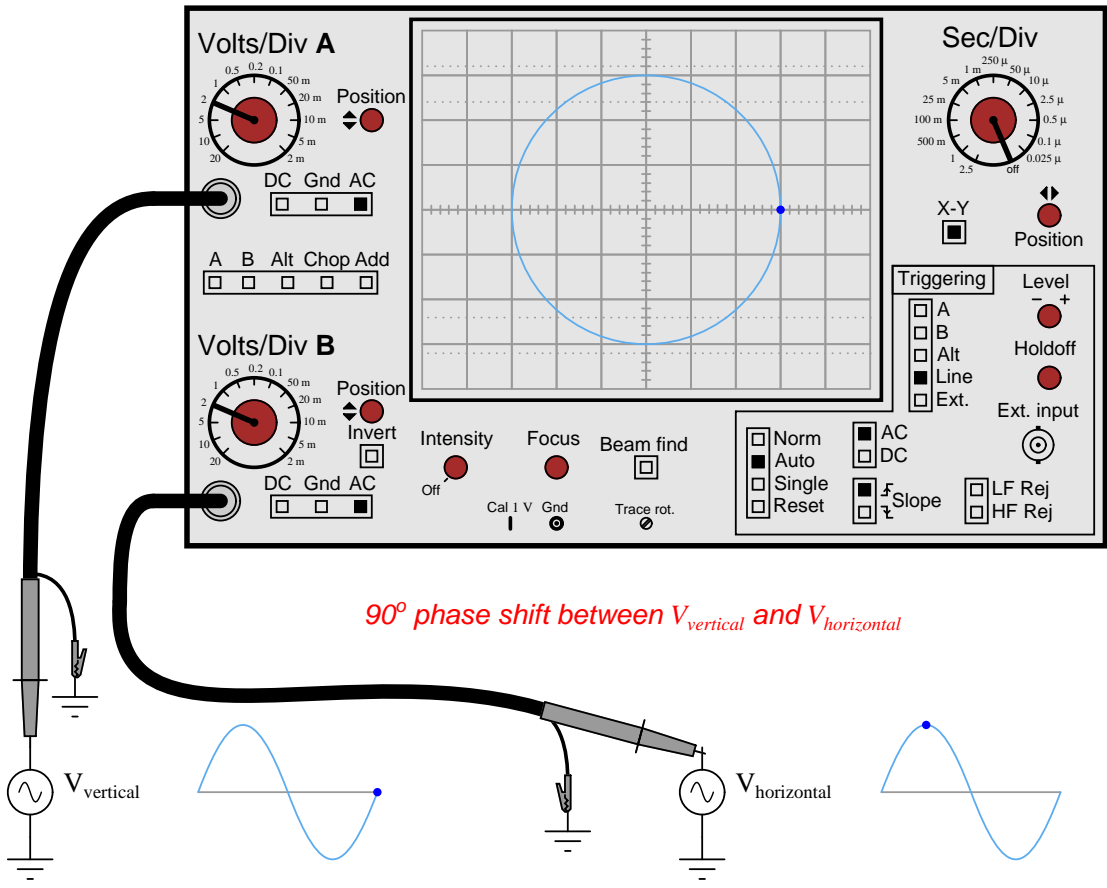 Volts/Div A
20 10 5 2 1 0.5 0.2 0.1 50 m 20 m 10 m 5 m 2 m
Position
DC Gnd AC
A B Alt Chop Add
Volts/Div B
20 10 5 2 1 0.5 0.2 0.1 50 m 20 m 10 m 5 m 2 m
Position
Invert
DC Gnd AC
Intensity
Off
Focus
Beam find
Cal 1 V Gnd
Trace rot.
Sec/Div
2.5 1 500 m 100 m 25 m 5 m 1 m 250 μ 50 μ 10 μ 2.5 μ 0.5 μ 0.1 μ 0.025 μ off
X-Y
Position
Triggering
A
B
Alt
Line
Ext.
Level
− +
Holdoff
Ext. input
Norm
Auto
Single
Reset
AC
DC
Slope
LF Rej
HF Rej
90° phase shift between Vvertical and Vhorizontal
Vvertical
Vhorizontal